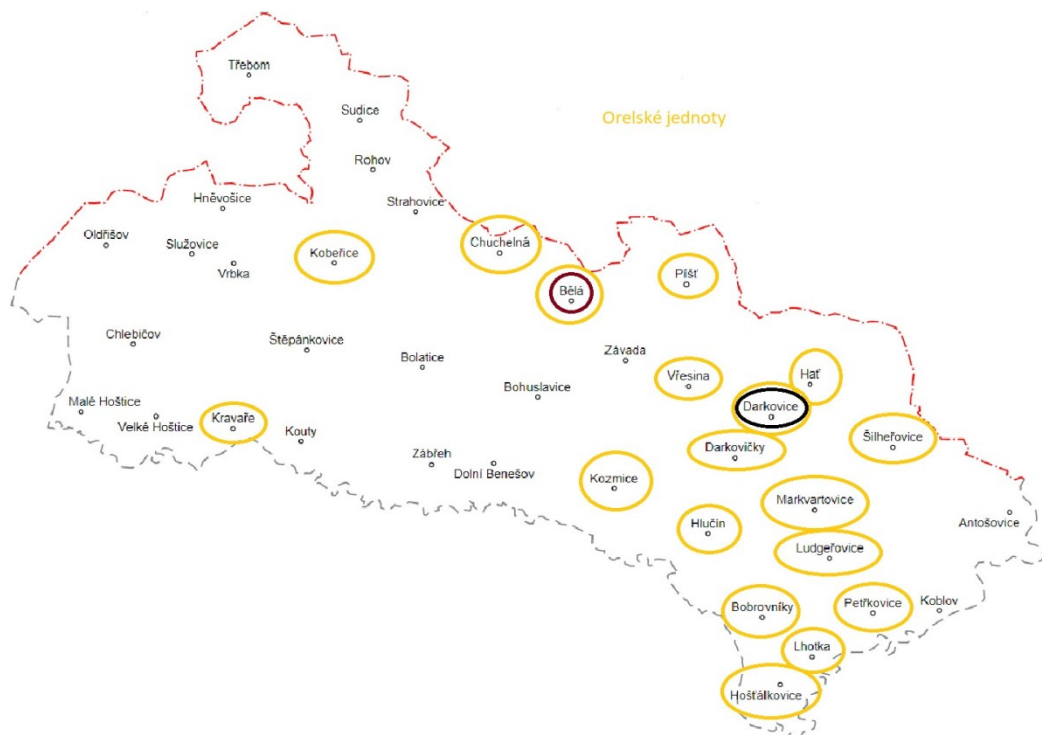 Třebom
Sudice
Orelské jednoty
Rohov
Hněvošice
Strahovice
Oldřišov
Služovice
Vrbka
Kobeřice
Chuchelná
Píšť
Bělá
Chlebičov
Štěpánkovice
Bolatice
Závada
Vřesina
Hať
Bohuslavice
Malé Hoštice
Velké Hoštice
Kravaře
Kouty
Darkovice
Šilheřovice
Darkovičky
Zábřeh
Dolní Benešov
Kozmice
Markvartovice
Antošovice
Hlučín
Ludgeřovice
Bobrovníky
Petřkovice
Koblov
Lhotka
Hošťálkovice